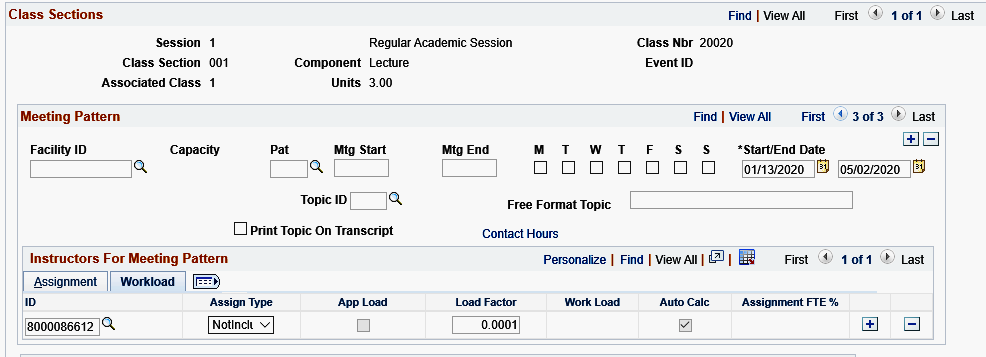 Class Sections Find | View All First 1 of 1 Last
Session 1 Regular Academic Session Class Nbr 20020
Class Section 001 Component Lecture Event ID
Associated Class 1 Units 3.00
Meeting Pattern Find | View All First 3 of 3 Last
Facility ID Capacity Pat Mtg Start Mtg End M T W T F S S *Start/End Date
01/13/2020 31 05/02/2020 31
Topic ID Free Format Topic
Print Topic On Transcript Contact Hours
Instructors For Meeting Pattern Personalize | Find | View All | | First 1 of 1 Last
Assignment Workload
ID Assign Type App Load Load Factor Work Load Auto Calc Assignment FTE %
8000086612 NotInclu 0.0001